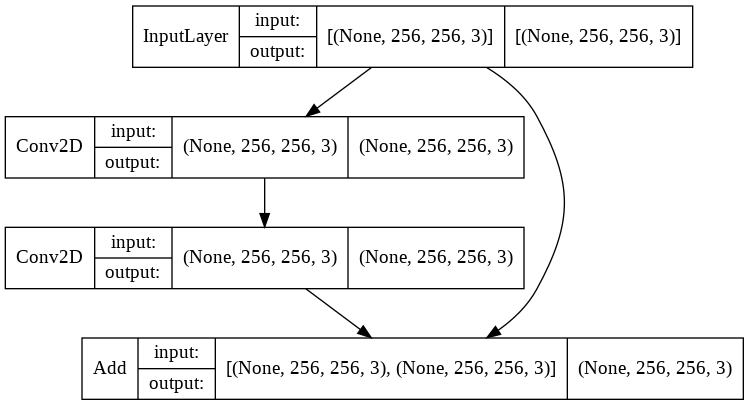 InputLayer input: output: [(None, 256, 256, 3)] [(None, 256, 256, 3)]
Conv2D input: output: (None, 256, 256, 3) (None, 256, 256, 3)
Conv2D input: output: (None, 256, 256, 3) (None, 256, 256, 3)
Add input: output: [(None, 256, 256, 3), (None, 256, 256, 3)] (None, 256, 256, 3)